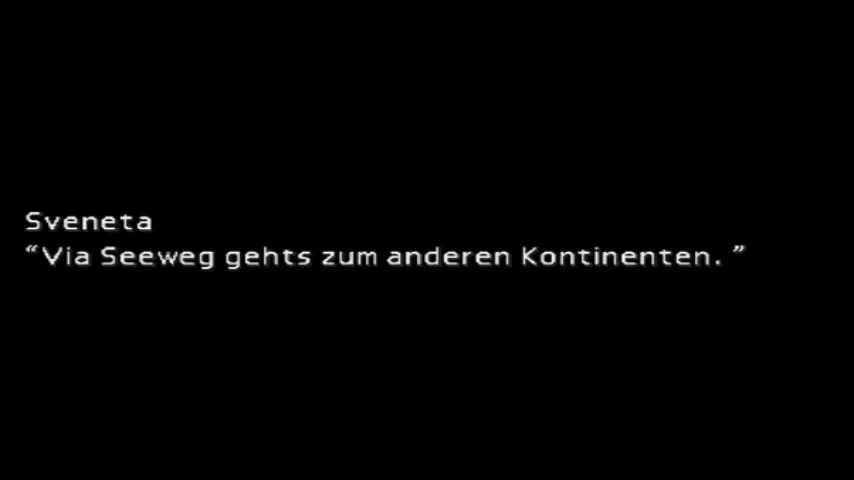 Sveneta
“Via Seeweg gehts zum anderen Kontinenten. ”